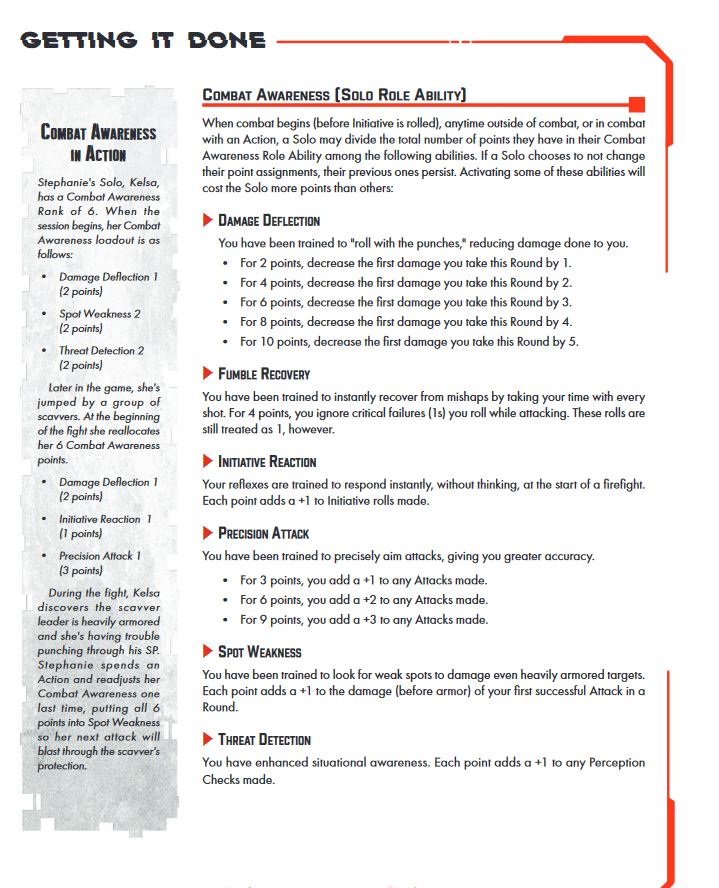 GETTING IT DONE
COMBAT AWARENESS
IN ACTION
Stephanie's Solo, Kelsa,
has a Combat Awareness
Rank of 6. When the
session begins, her Combat
Awareness loadout is as
follows:
• Damage Deflection 1
(2 points)
• Spot Weakness 2
(2 points)
• Threat Detection 2
(2 points)
Later in the game, she's
jumped by a group of
scavvers. At the beginning
of the fight she reallocates
her 6 Combat Awareness
points.
• Damage Deflection 1
(2 points)
• Initiative Reaction 1
(1 points)
• Precision Attack 1
(3 points)
During the fight, Kelsa
discovers the scavver
leader is heavily armored
and she's having trouble
punching through his SP.
Stephanie spends an
Action and readjusts her
Combat Awareness one
last time, putting all 6
points into Spot Weakness
so her next attack will
blast through the scavver's
protection.
COMBAT AWARENESS (SOLO ROLE ABILITY)
When combat begins (before Initiative is rolled), anytime outside of combat, or in combat
with an Action, a Solo may divide the total number of points they have in their Combat
Awareness Role Ability among the following abilities. If a Solo chooses to not change
their point assignments, their previous ones persist. Activating some of these abilities will
cost the Solo more points than others:
DAMAGE DEFLECTION
You have been trained to "roll with the punches," reducing damage done to you.
• For 2 points, decrease the first damage you take this Round by 1.
• For 4 points, decrease the first damage you take this Round by 2.
• For 6 points, decrease the first damage you take this Round by 3.
• For 8 points, decrease the first damage you take this Round by 4.
• For 10 points, decrease the first damage you take this Round by 5.
FUMBLE RECOVERY
You have been trained to instantly recover from mishaps by taking your time with every
shot. For 4 points, you ignore critical failures (1s) you roll while attacking. These rolls are
still treated as 1, however.
INITIATIVE REACTION
Your reflexes are trained to respond instantly, without thinking, at the start of a firefight.
Each point adds a +1 to Initiative rolls made.
PRECISION ATTACK
You have been trained to precisely aim attacks, giving you greater accuracy.
• For 3 points, you add a +1 to any Attacks made.
• For 6 points, you add a +2 to any Attacks made.
• For 9 points, you add a +3 to any Attacks made.
SPOT WEAKNESS
You have been trained to look for weak spots to damage even heavily armored targets.
Each point adds a +1 to the damage (before armor) of your first successful Attack in a
Round.
THREAT DETECTION
You have enhanced situational awareness. Each point adds a +1 to any Perception
Checks made.